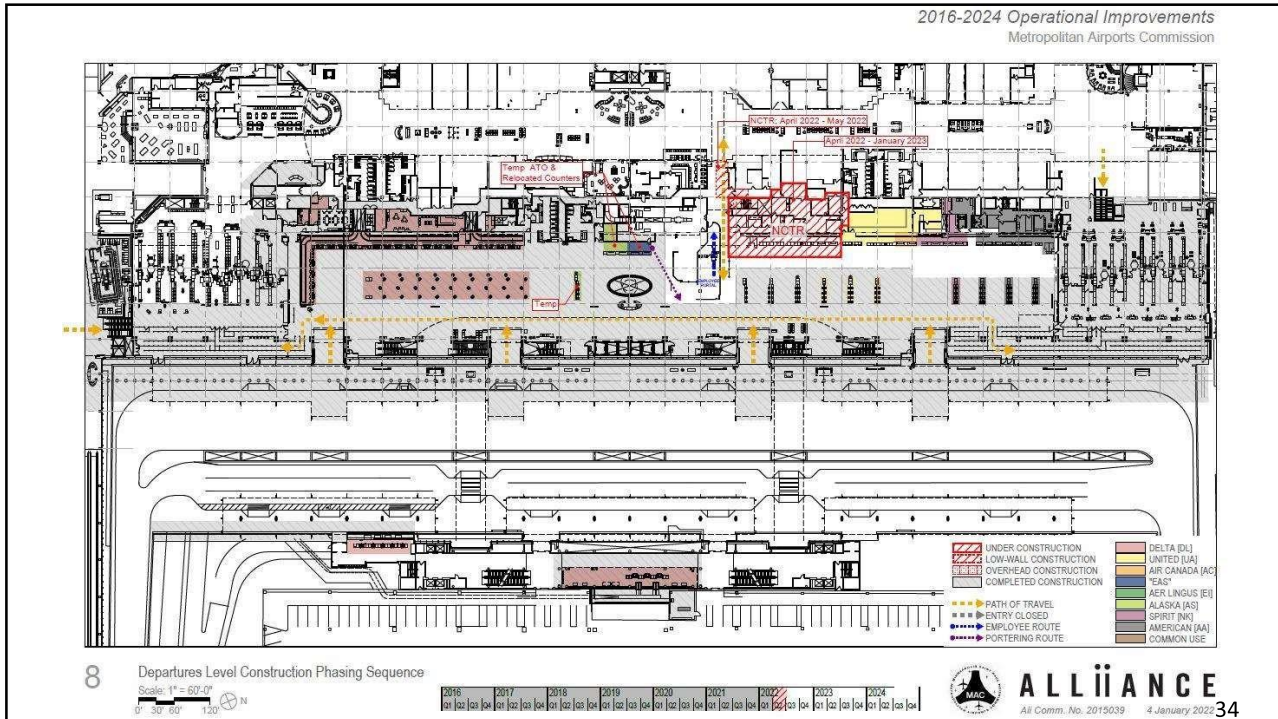 2016-2024 Operational Improvements
Metropolitan Airports Commission
NCTR: April 2022 - May 2022
April 2022 - January 2023
Temp ATO &
Relocated Counters
NCTR
Temp
UNDER CONSTRUCTION
LOW-WALL CONSTRUCTION
OVERHEAD CONSTRUCTION
COMPLETED CONSTRUCTION
PATH OF TRAVEL
ENTRY CLOSED
EMPLOYEE ROUTE
PORTERING ROUTE
DELTA [DL]
UNITED [UA]
AIR CANADA [AC]
"EAS"
AER LINGUS [EI]
ALASKA [AS]
SPIRIT [NK]
AMERICAN [AA]
COMMON USE
8
Departures Level Construction Phasing Sequence
Scale: 1" = 60'-0"
0' 30' 60' 120'
N
2016 2017 2018 2019 2020 2021 2022 2023 2024
Q1 Q2 Q3 Q4 Q1 Q2 Q3 Q4 Q1 Q2 Q3 Q4 Q1 Q2 Q3 Q4 Q1 Q2 Q3 Q4 Q1 Q2 Q3 Q4 Q1 Q2 Q3 Q4 Q1 Q2 Q3 Q4 Q1 Q2 Q3 Q4
MAC
ALLiiANCE
All Comm. No. 2015039 4 January 2022
34